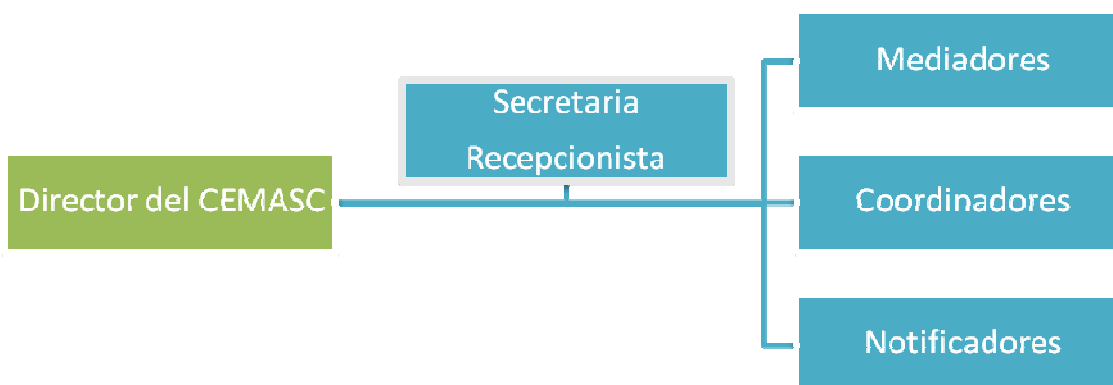 Director del CEMASC
Secretaria
Recepcionista
Mediadores
Coordinadores
Notificadores